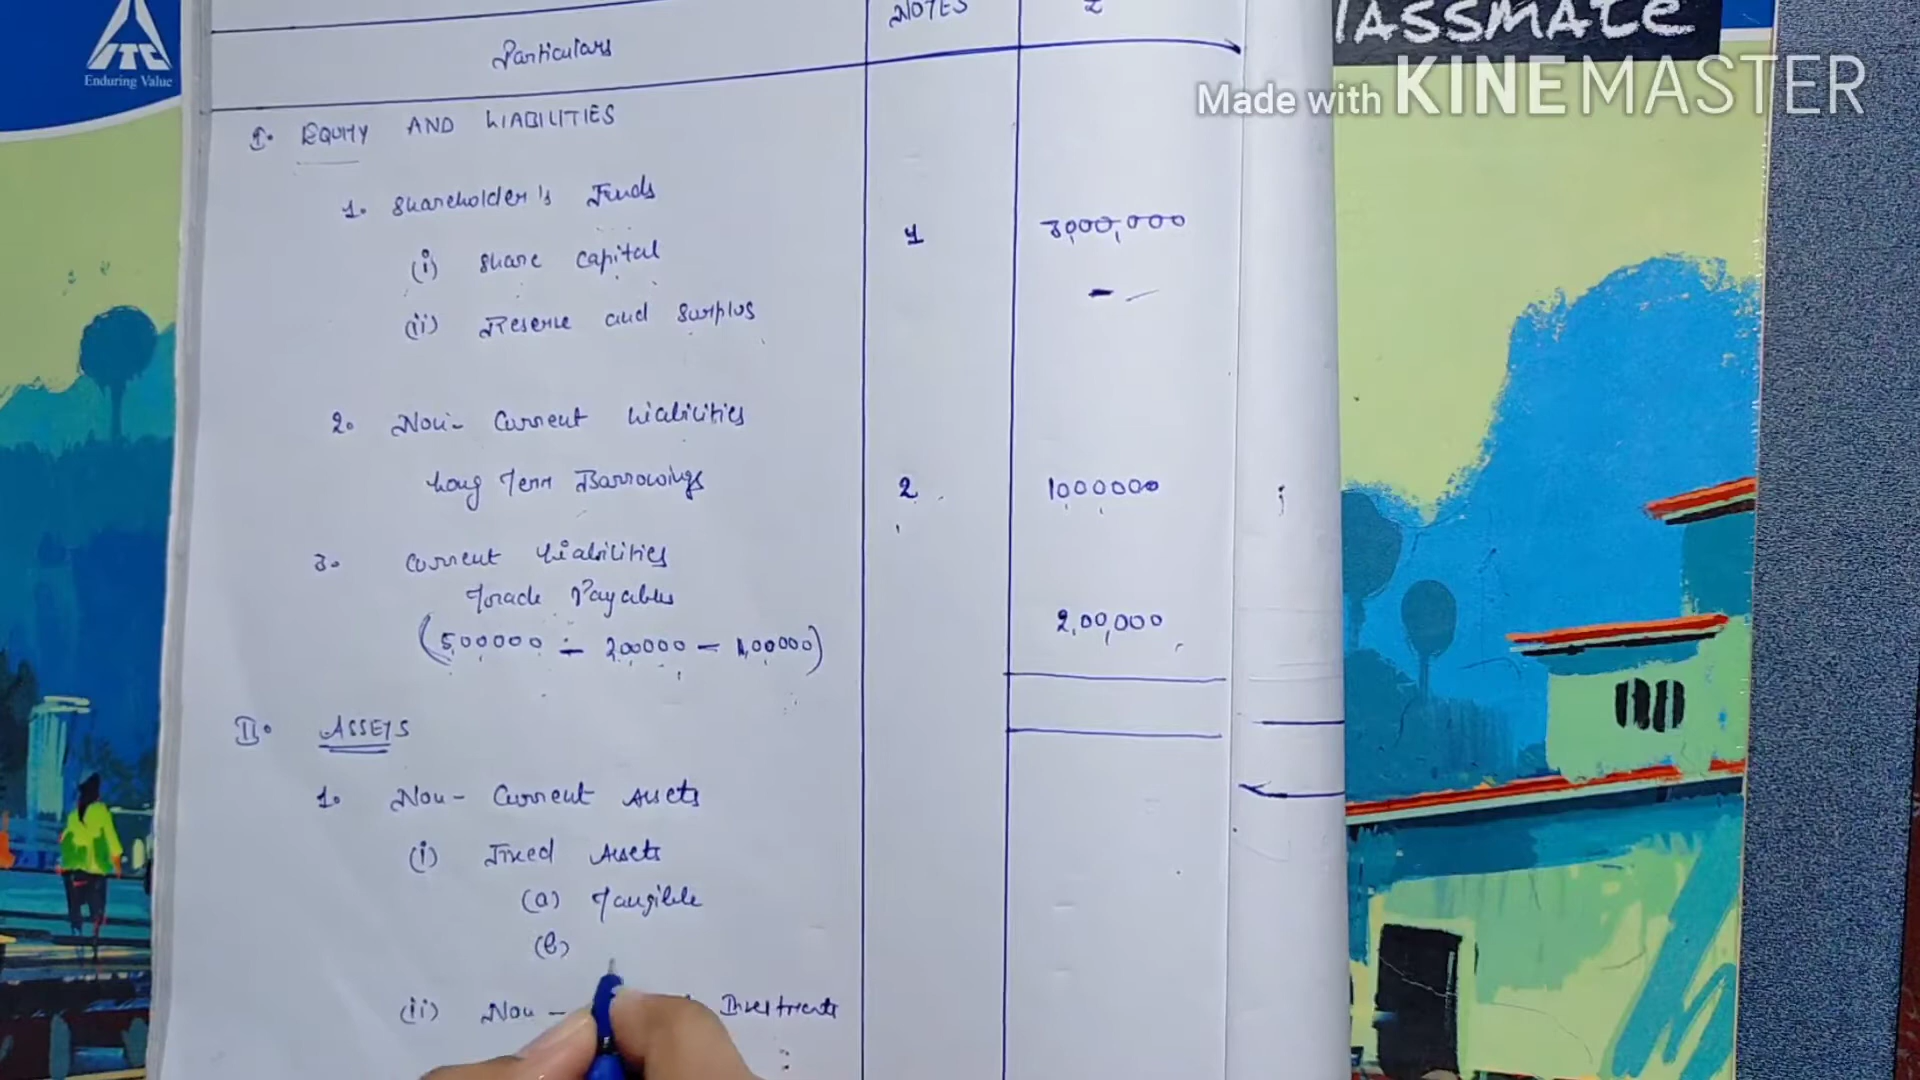 ITC
Enduring Value
LASSMATE
Made with KINEMASTER
NOTES ₹
Particulars
I. EQUITY AND LIABILITIES
1. Shareholder's Funds
(i) Share capital 1 3000,000
(ii) Reserve and Surplus -
2. Non- Current Liabilities
Long Term Borrowings 2 1000000
3. Current Liabilities
Trade Payables
(500000 - 200000 - 1,00000) 2,00,000
II. ASSETS
1. Non- Current Assets
(i) Fixed Assets
(a) Tangible
(b)
(ii) Non - Investments